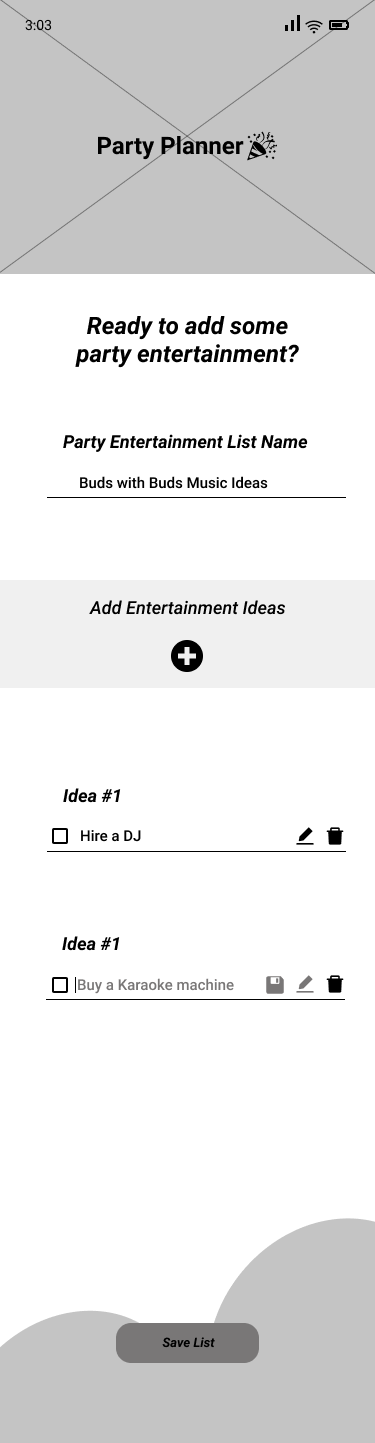 3:03
Party Planner
Ready to add some
party entertainment?
Party Entertainment List Name
Buds with Buds Music Ideas
Add Entertainment Ideas
Idea #1
Hire a DJ
Idea #1
Buy a Karaoke machine
Save List